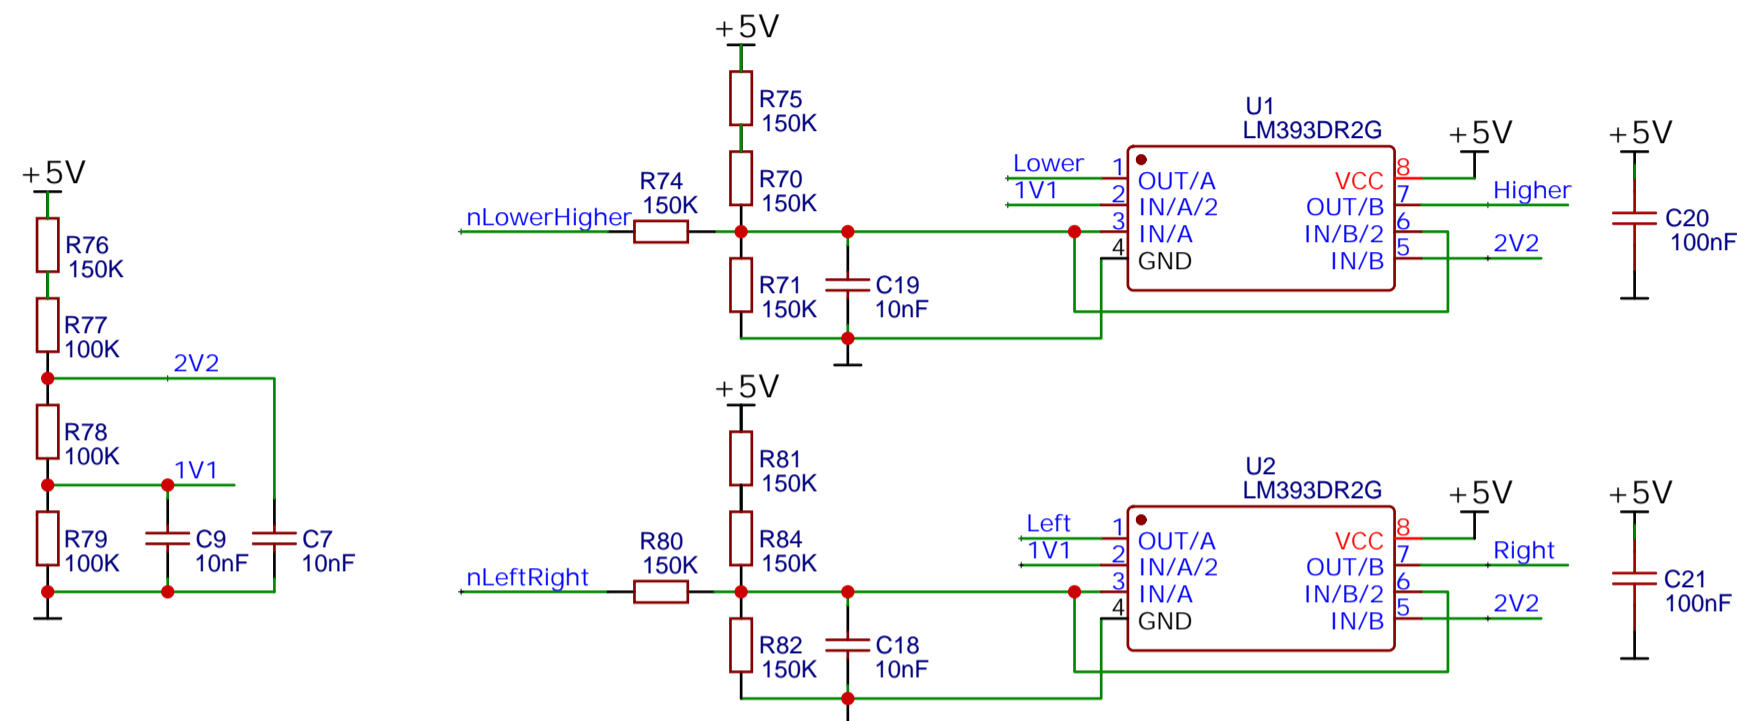 +5V
R76
150K
R77
100K
2V2
R78
100K
1V1
R79
100K
C9
10nF
C7
10nF
+5V
R75
150K
R70
150K
R74
150K
nLowerHigher
R71
150K
C19
10nF
U1
LM393DR2G
Lower
1
OUT/A
1V1
2
IN/A/2
3
IN/A
4
GND
VCC
8
+5V
OUT/B
7
Higher
IN/B/2
6
IN/B
5
2V2
+5V
C20
100nF
+5V
R81
150K
R84
150K
R80
150K
nLeftRight
R82
150K
C18
10nF
U2
LM393DR2G
Left
1
OUT/A
1V1
2
IN/A/2
3
IN/A
4
GND
VCC
8
+5V
OUT/B
7
Right
IN/B/2
6
IN/B
5
2V2
+5V
C21
100nF